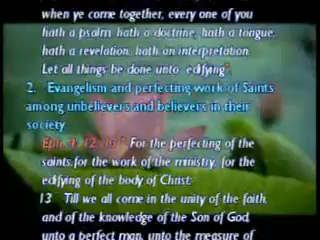 when ye come together, every one of you
hath a psalm, hath a doctrine, hath a tongue,
hath a revelation, hath an interpretation.
Let all things be done unto edifying".
2. Evangelism and perfecting work of Saints
among unbelievers and believers in their
society
Eph. 4: 12, 13 " For the perfecting of the
saints, for the work of the ministry, for the
edifying of the body of Christ:
13 Till we all come in the unity of the faith,
and of the knowledge of the Son of God,
unto a perfect man, unto the measure of